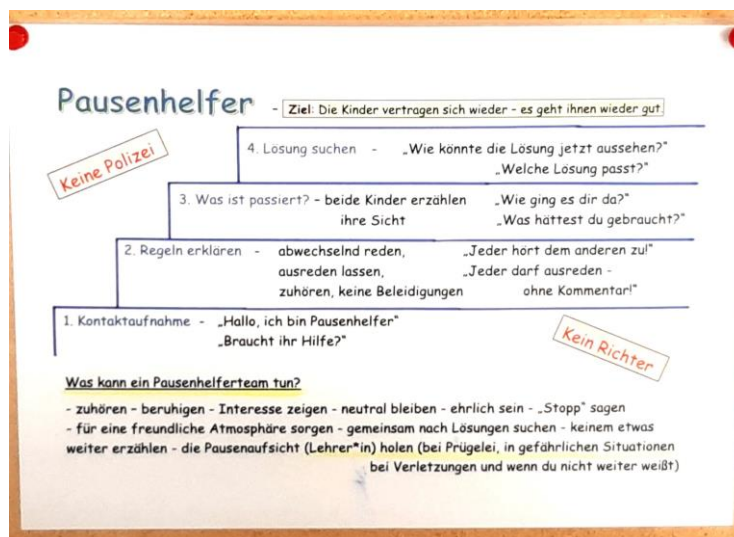 Pausenhelfer - Ziel: Die Kinder vertragen sich wieder - es geht ihnen wieder gut.
Keine Polizei
4. Lösung suchen - „Wie könnte die Lösung jetzt aussehen?"
„Welche Lösung passt?"
3. Was ist passiert? - beide Kinder erzählen „Wie ging es dir da?"
ihre Sicht „Was hättest du gebraucht?"
2. Regeln erklären - abwechselnd reden, „Jeder hört dem anderen zu!"
ausreden lassen, „Jeder darf ausreden -
zuhören, keine Beleidigungen ohne Kommentar!"
1. Kontaktaufnahme - „Hallo, ich bin Pausenhelfer"
„Braucht ihr Hilfe?"
Kein Richter
Was kann ein Pausenhelferteam tun?
- zuhören - beruhigen - Interesse zeigen - neutral bleiben - ehrlich sein - „Stopp" sagen
- für eine freundliche Atmosphäre sorgen - gemeinsam nach Lösungen suchen - keinem etwas
weiter erzählen - die Pausenaufsicht (Lehrer*in) holen (bei Prügelei, in gefährlichen Situationen
bei Verletzungen und wenn du nicht weiter weißt)